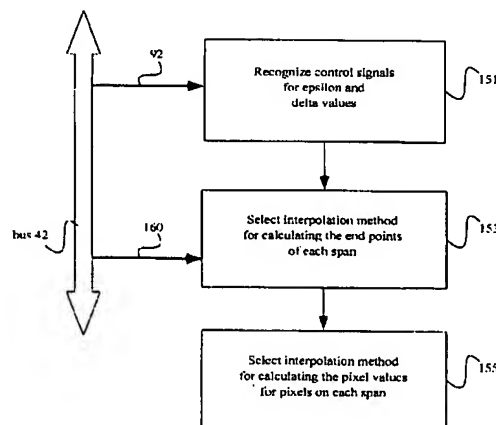 92
Recognize control signals
for epsilon and
delta values
151
bus 42
160
Select interpolation method
for calculating the end points
of each span
153
Select interpolation method
for calculating the pixel values
for pixels on each span
155